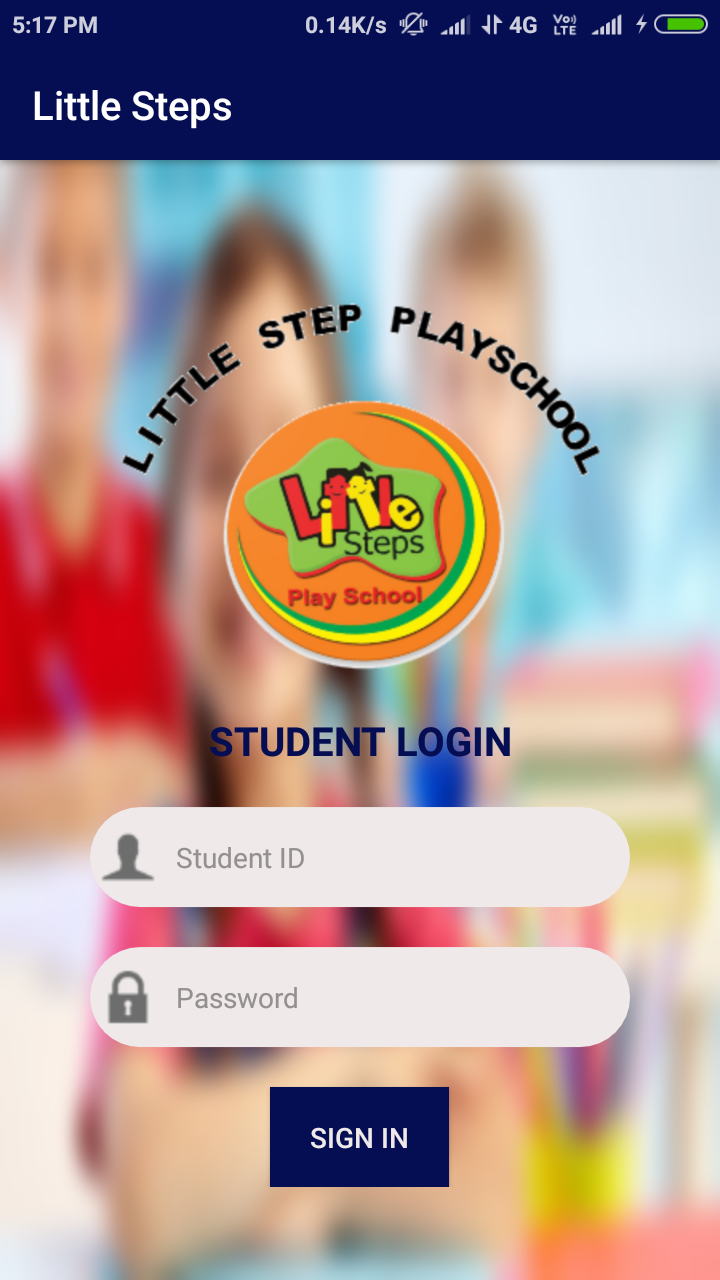 5:17 PM 0.14K/s 4G Vo) LTE
Little Steps
LITTLE STEP PLAYSCHOOL
Little
Steps
Play School
STUDENT LOGIN
Student ID
Password
SIGN IN